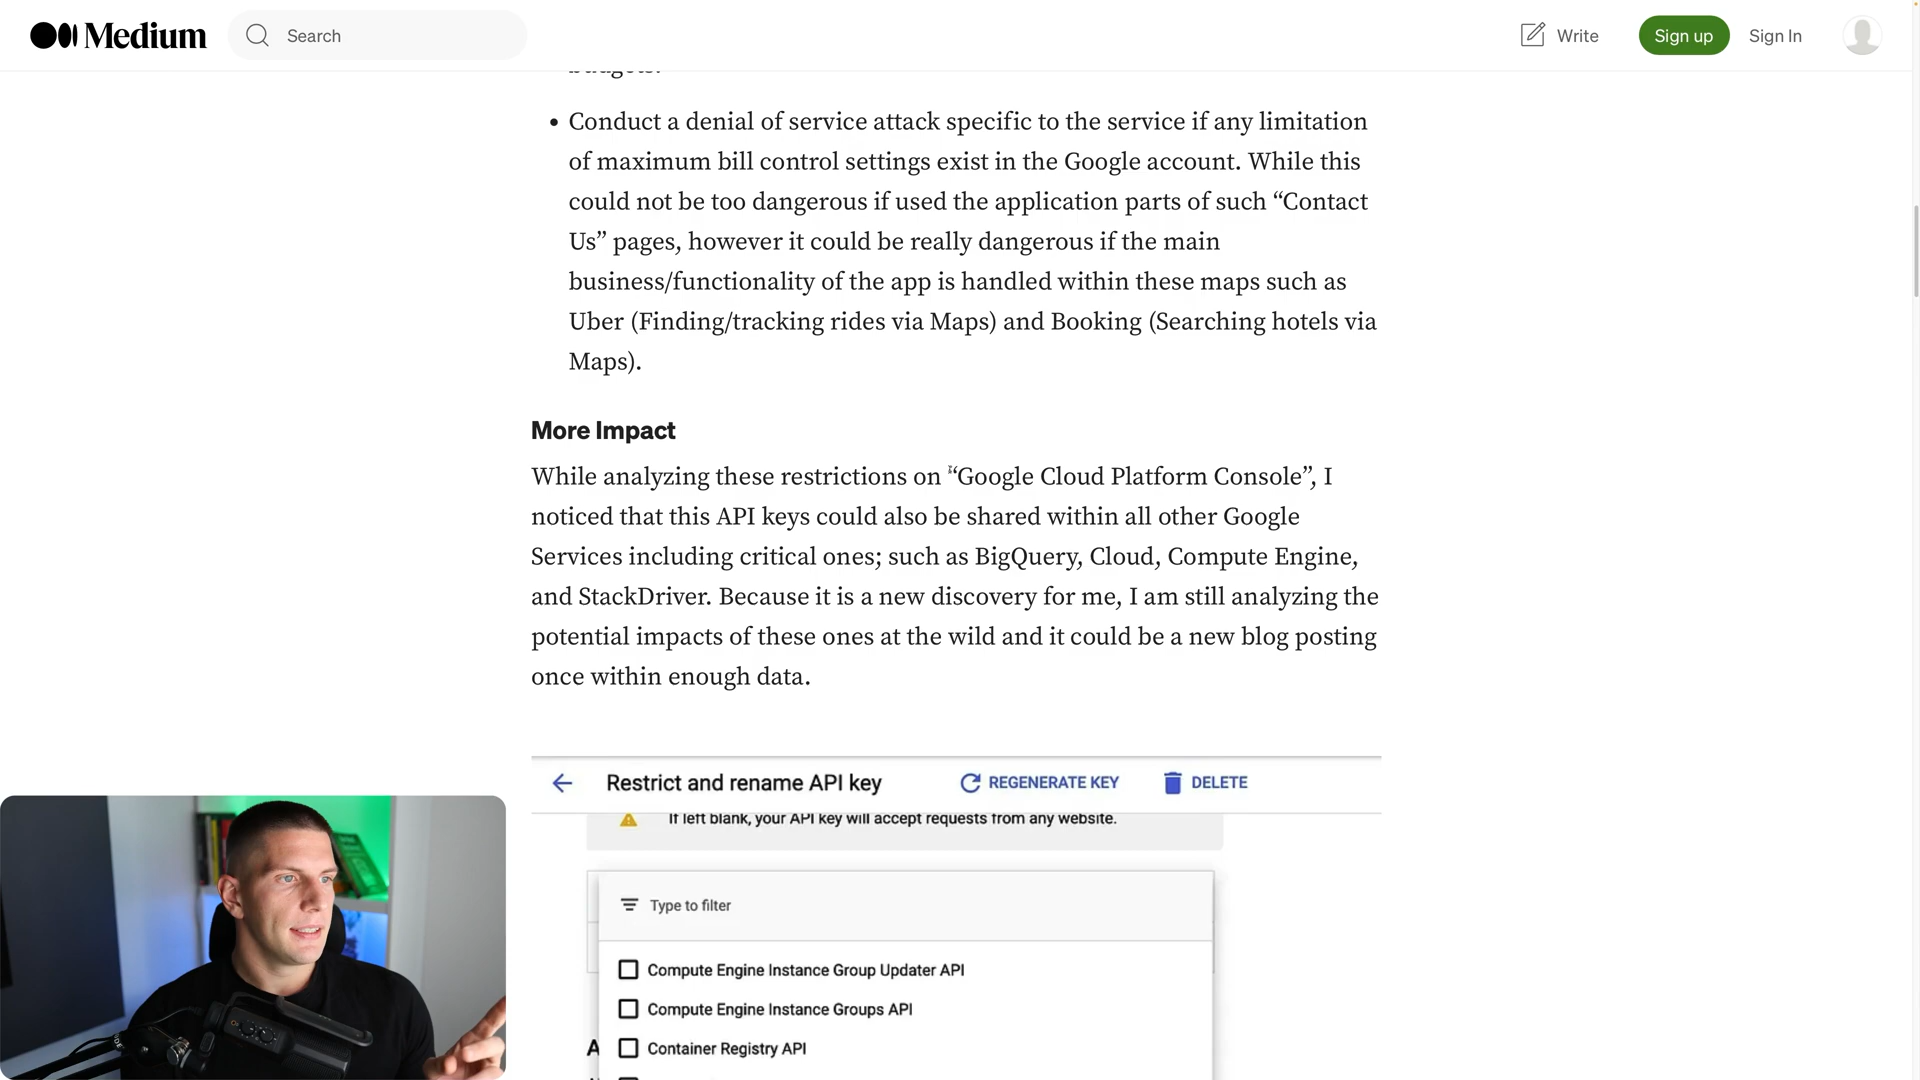 Medium
Search
Write
Sign up
Sign In
budgets.
• Conduct a denial of service attack specific to the service if any limitation
of maximum bill control settings exist in the Google account. While this
could not be too dangerous if used the application parts of such “Contact
Us” pages, however it could be really dangerous if the main
business/functionality of the app is handled within these maps such as
Uber (Finding/tracking rides via Maps) and Booking (Searching hotels via
Maps).
More Impact
While analyzing these restrictions on “Google Cloud Platform Console”, I
noticed that this API keys could also be shared within all other Google
Services including critical ones; such as BigQuery, Cloud, Compute Engine,
and StackDriver. Because it is a new discovery for me, I am still analyzing the
potential impacts of these ones at the wild and it could be a new blog posting
once within enough data.
Restrict and rename API key
REGENERATE KEY
DELETE
If left blank, your API key will accept requests from any website.
Type to filter
Compute Engine Instance Group Updater API
Compute Engine Instance Groups API
A
Container Registry API